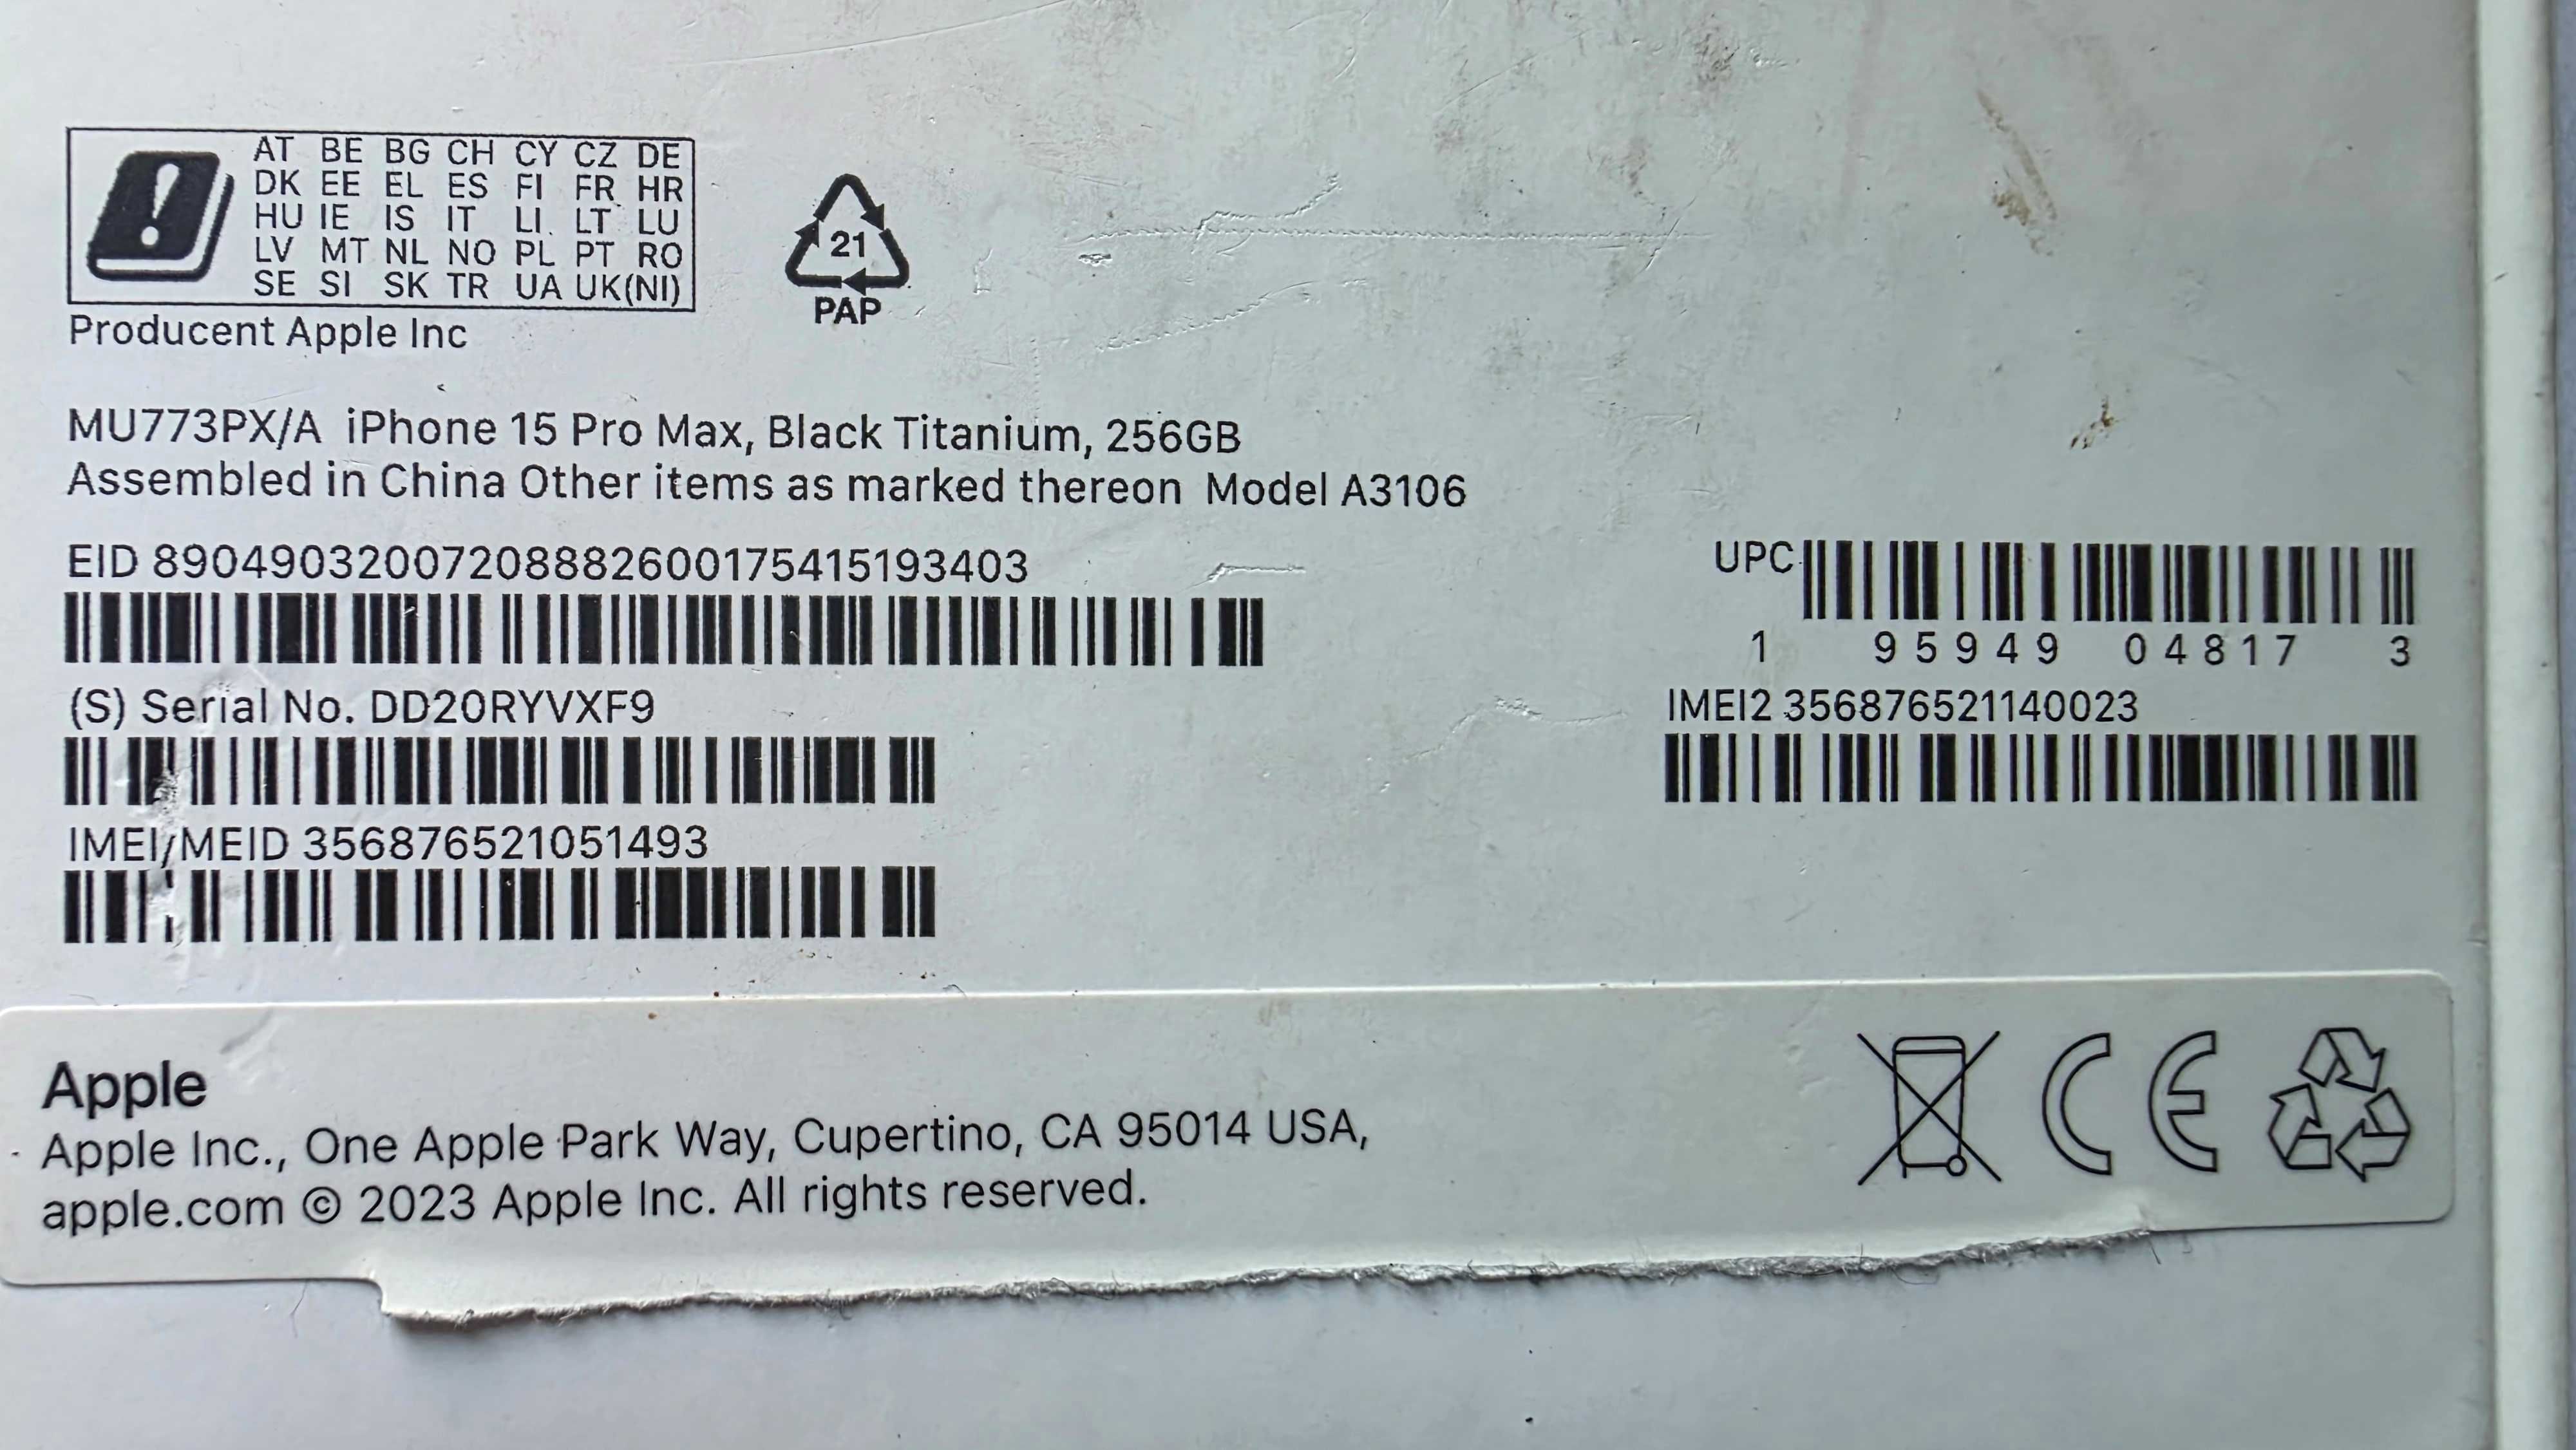 AT BE BG CH CY CZ DE
DK EE EL ES FI FR HR
HU IE IS IT LI LT LU
LV MT NL NO PL PT RO
SE SI SK TR UA UK(NI)
21
PAP
Producent Apple Inc
MU773PX/A iPhone 15 Pro Max, Black Titanium, 256GB
Assembled in China Other items as marked thereon Model A3106
EID 89049032007208882600175415193403
UPC
1 95949 04817 3
(S) Serial No. DD20RYVXF9
IMEI2 356876521140023
IMEI/MEID 356876521051493
Apple
Apple Inc., One Apple Park Way, Cupertino, CA 95014 USA,
apple.com © 2023 Apple Inc. All rights reserved.
CE